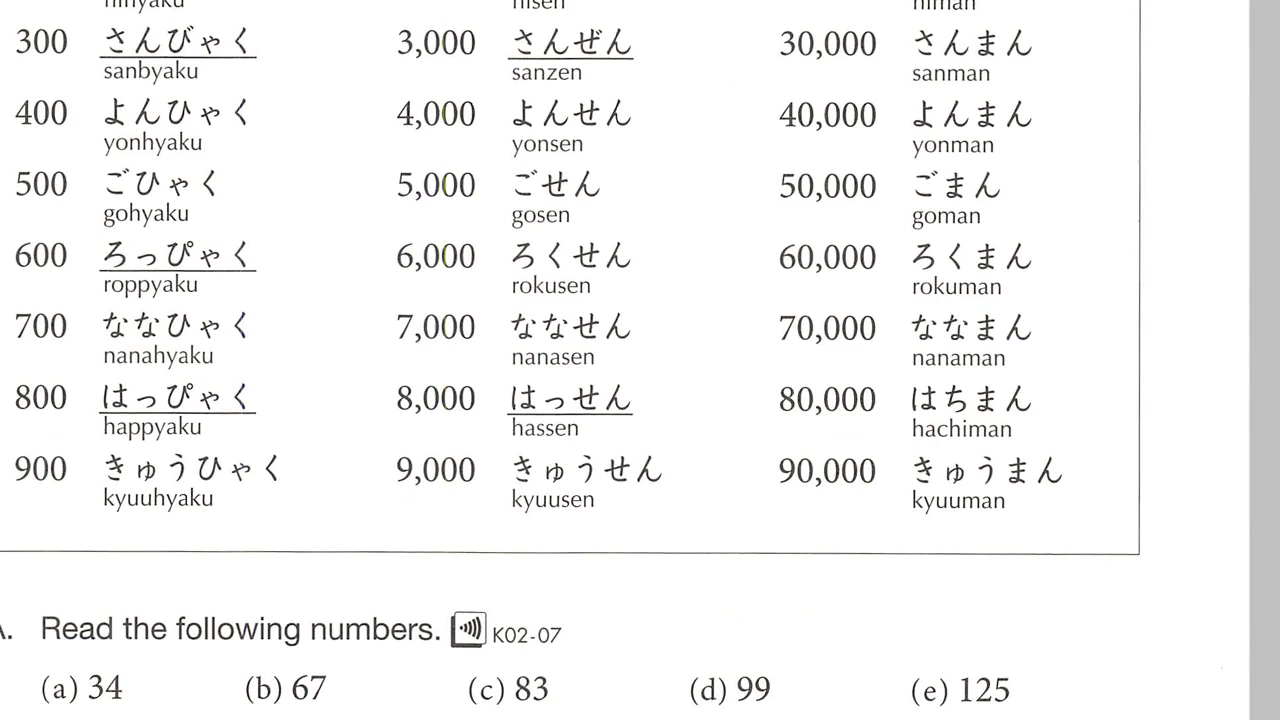 nihyaku nisen niman
300 さんびゃく 3,000 さんぜん 30,000 さんまん
sanbyaku sanzen sanman
400 よんひゃく 4,000 よんせん 40,000 よんまん
yonhyaku yonsen yonman
500 ごひゃく 5,000 ごせん 50,000 ごまん
gohyaku gosen goman
600 ろっぴゃく 6,000 ろくせん 60,000 ろくまん
roppyaku rokusen rokuman
700 ななひゃく 7,000 ななせん 70,000 ななまん
nanahyaku nanasen nanaman
800 はっぴゃく 8,000 はっせん 80,000 はちまん
happyaku hassen hachiman
900 きゅうひゃく 9,000 きゅうせん 90,000 きゅうまん
kyuuhyaku kyuusen kyuuman
A. Read the following numbers. K02-07
(a) 34 (b) 67 (c) 83 (d) 99 (e) 125